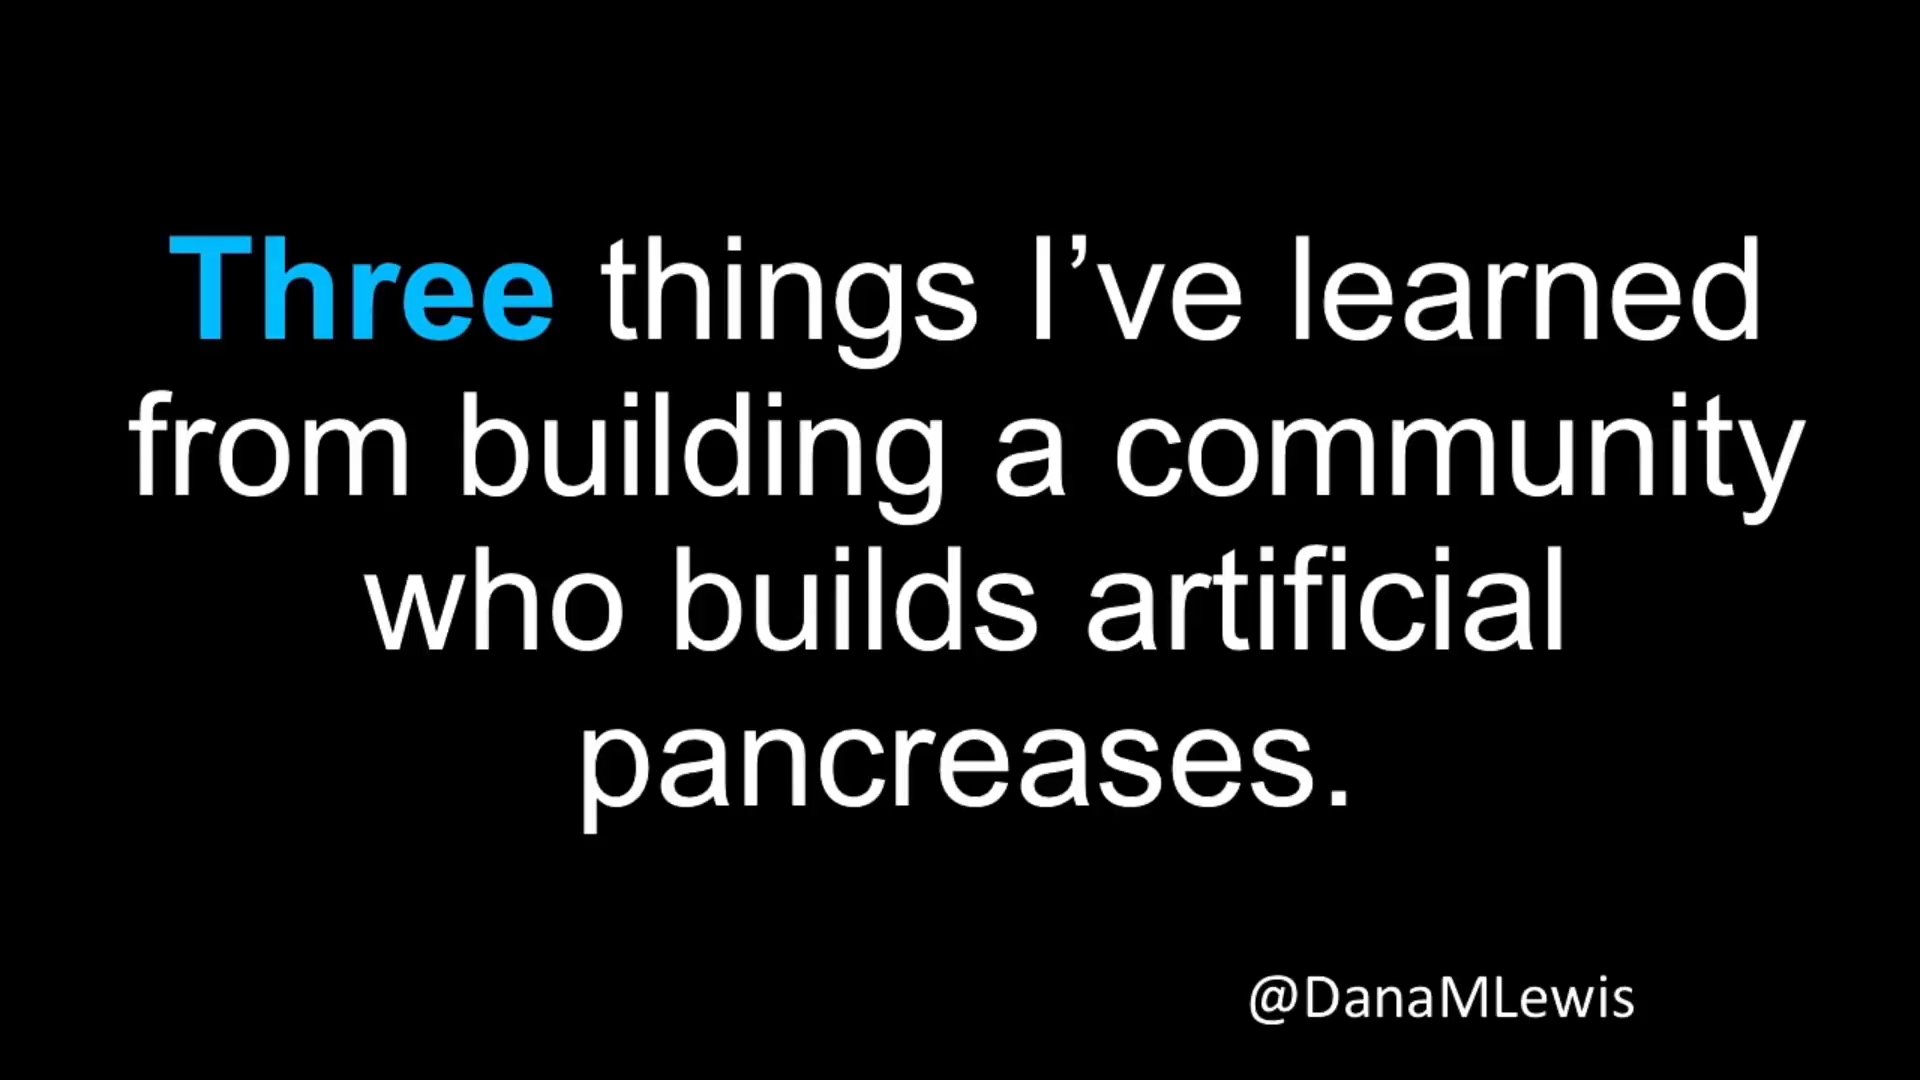 Three things I’ve learned
from building a community
who builds artificial
pancreases.
@DanaMLewis